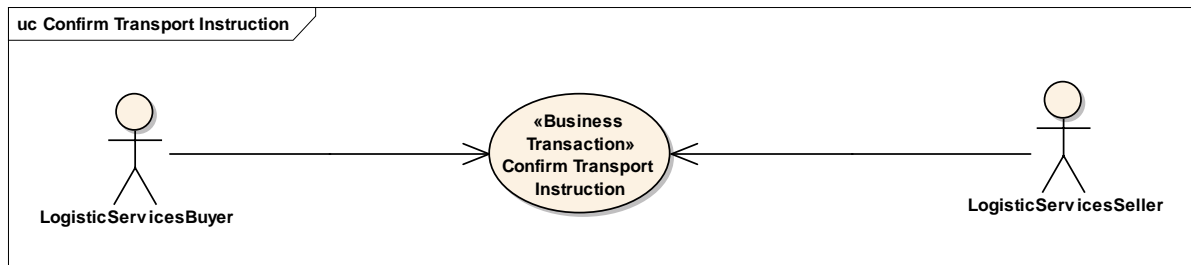 uc Confirm Transport Instruction
«Business
Transaction»
Confirm Transport
Instruction
LogisticServicesBuyer
LogisticServicesSeller